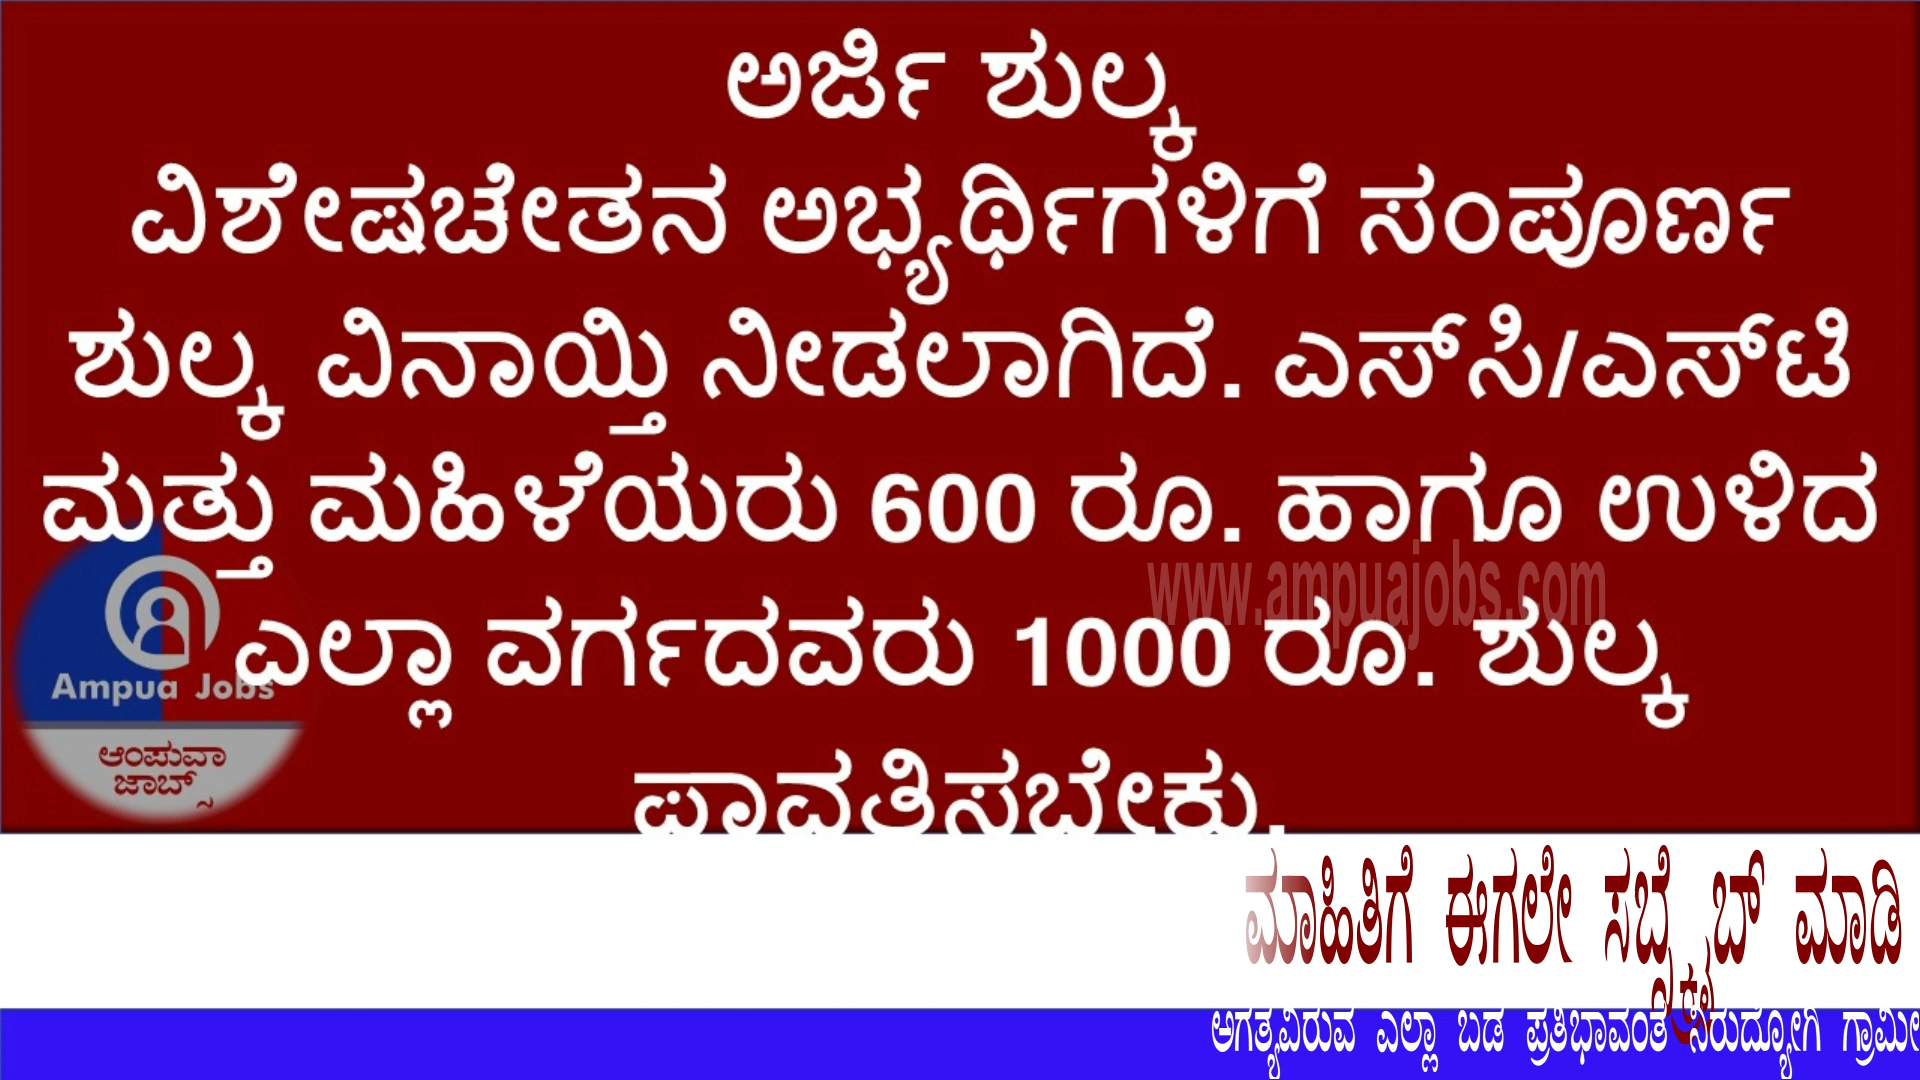 ಅರ್ಜಿ ಶುಲ್ಕ
ವಿಶೇಷಚೇತನ ಅಭ್ಯರ್ಥಿಗಳಿಗೆ ಸಂಪೂರ್ಣ
ಶುಲ್ಕ ವಿನಾಯ್ತಿ ನೀಡಲಾಗಿದೆ. ಎಸ್‌ಸಿ/ಎಸ್‌ಟಿ
ಮತ್ತು ಮಹಿಳೆಯರು 600 ರೂ. ಹಾಗೂ ಉಳಿದ
www.ampuajobs.com
ಎಲ್ಲಾ ವರ್ಗದವರು 1000 ರೂ. ಶುಲ್ಕ
Ampua Jobs
ಆಂಪುವಾ
ಜಾಬ್ಸ್
ಪಾವತಿಸಬೇಕು.
ಮಾಹಿತಿಗೆ ಈಗಲೇ ಸಬ್ಸ್ಕ್ರೈಬ್ ಮಾಡಿ
ಅಗತ್ಯವಿರುವ ಎಲ್ಲಾ ಬಡ ಪ್ರತಿಭಾವಂತ ನಿರುದ್ಯೋಗಿ ಗ್ರಾಮೀ